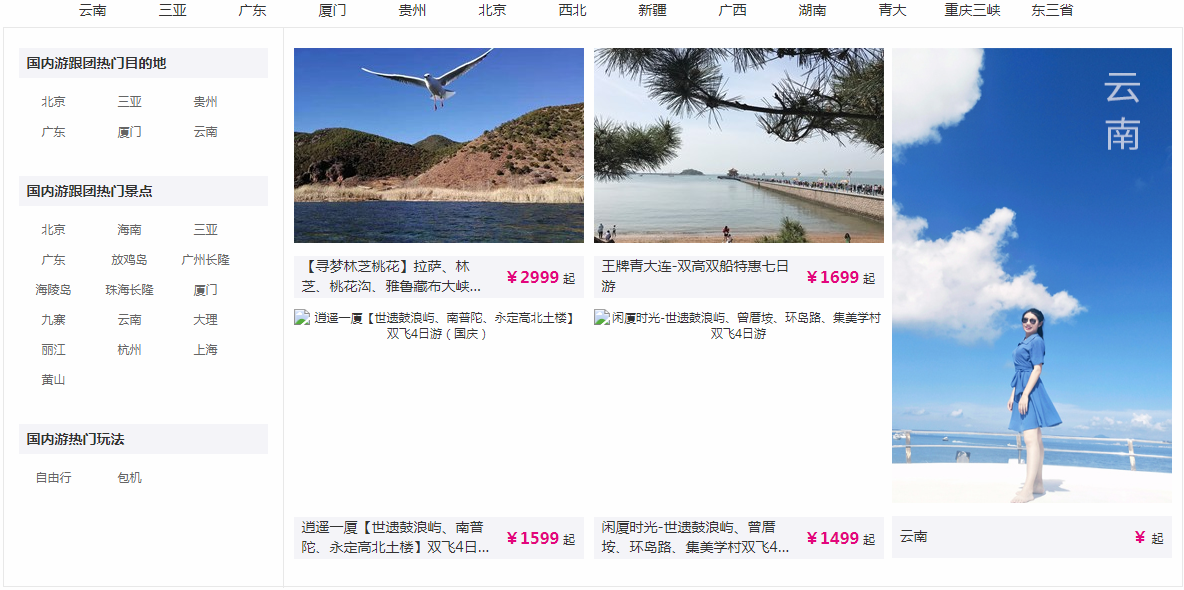 云南 三亚 广东 厦门 贵州 北京 西北 新疆 广西 湖南 青大 重庆三峡 东三省
国内游跟团热门目的地
北京 三亚 贵州
广东 厦门 云南
国内游跟团热门景点
北京 海南 三亚
广东 放鸡岛 广州长隆
海陵岛 珠海长隆 厦门
九寨 云南 大理
丽江 杭州 上海
黄山
国内游热门玩法
自由行 包机
【寻梦林芝桃花】拉萨、林
芝、桃花沟、雅鲁藏布大峡...
¥2999 起
王牌青大连-双高双船特惠七日
游
¥1699 起
云
南
逍遥一厦【世遗鼓浪屿、南普陀、永定高北土楼】
双飞4日游（国庆）
闲厦时光-世遗鼓浪屿、曾厝垵、环岛路、集美学村
双飞4日游
逍遥一厦【世遗鼓浪屿、南普
陀、永定高北土楼】双飞4日...
¥1599 起
闲厦时光-世遗鼓浪屿、曾厝
垵、环岛路、集美学村双飞4...
¥1499 起
云南
¥ 起